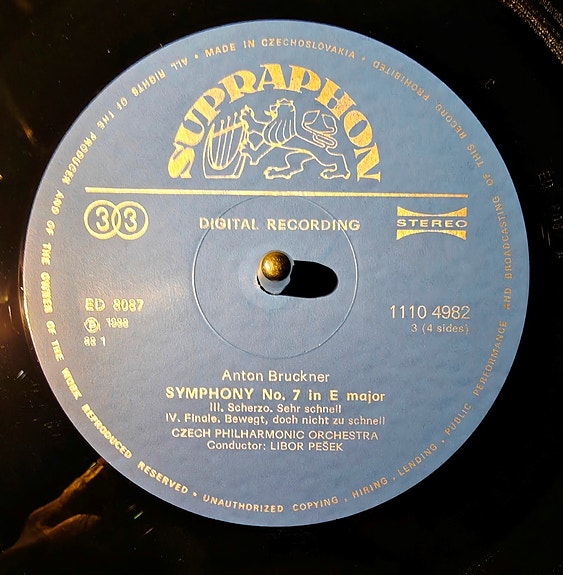 MADE IN CZECHOSLOVAKIA • ALL RIGHTS OF THE PRODUCER AND OF THE OWNER OF THE WORK REPRODUCED RESERVED • UNAUTHORIZED COPYING, HIRING, LENDING, PUBLIC PERFORMANCE AND BROADCASTING OF THIS RECORD PROHIBITED •
SUPRAPHON
33
DIGITAL RECORDING
STEREO
ED 8087
1110 4982
Ⓟ 1988
3 (4 sides)
88 1
Anton Bruckner
SYMPHONY No. 7 in E major
III. Scherzo. Sehr schnell
IV. Finale. Bewegt, doch nicht zu schnell
CZECH PHILHARMONIC ORCHESTRA
Conductor: LIBOR PEŠEK